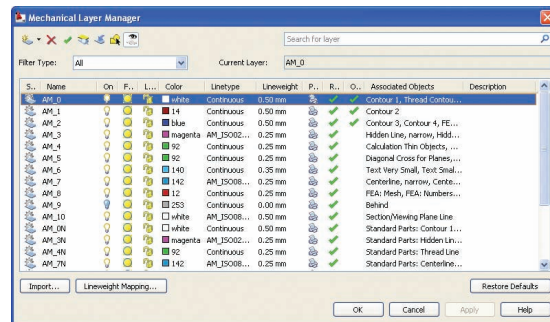 Mechanical Layer Manager
Search for layer
Filter Type: All Current Layer: AM_0
S.. Name On F.. L... Color Linetype Lineweight P.. R... O... Associated Objects Description
AM_0 white Continuous 0.50 mm Contour 1, Thread Contou...
AM_1 14 Continuous 0.50 mm Contour 2
AM_2 blue Continuous 0.50 mm Contour 3, Contour 4, FE...
AM_3 magenta AM_ISO02... 0.25 mm Hidden Line, narrow, Hidd...
AM_4 92 Continuous 0.25 mm Calculation Thin Objects, ...
AM_5 92 Continuous 0.25 mm Diagonal Cross for Planes,...
AM_6 140 Continuous 0.35 mm Text Very Small, Text Smal...
AM_7 142 AM_ISO08... 0.25 mm Centerline, narrow, Cente...
AM_8 12 Continuous 0.25 mm FEA: Mesh, FEA: Numbers...
AM_9 253 Continuous 0.00 mm Behind
AM_10 white AM_ISO08... 0.50 mm Section/Viewing Plane Line
AM_0N white Continuous 0.50 mm Standard Parts: Contour 1...
AM_3N magenta AM_ISO02... 0.25 mm Standard Parts: Hidden Lin...
AM_4N 92 Continuous 0.25 mm Standard Parts: Thread Line
AM_7N 142 AM_ISO08... 0.25 mm Standard Parts: Centerline...
Import... Lineweight Mapping... Restore Defaults
OK Cancel Apply Help